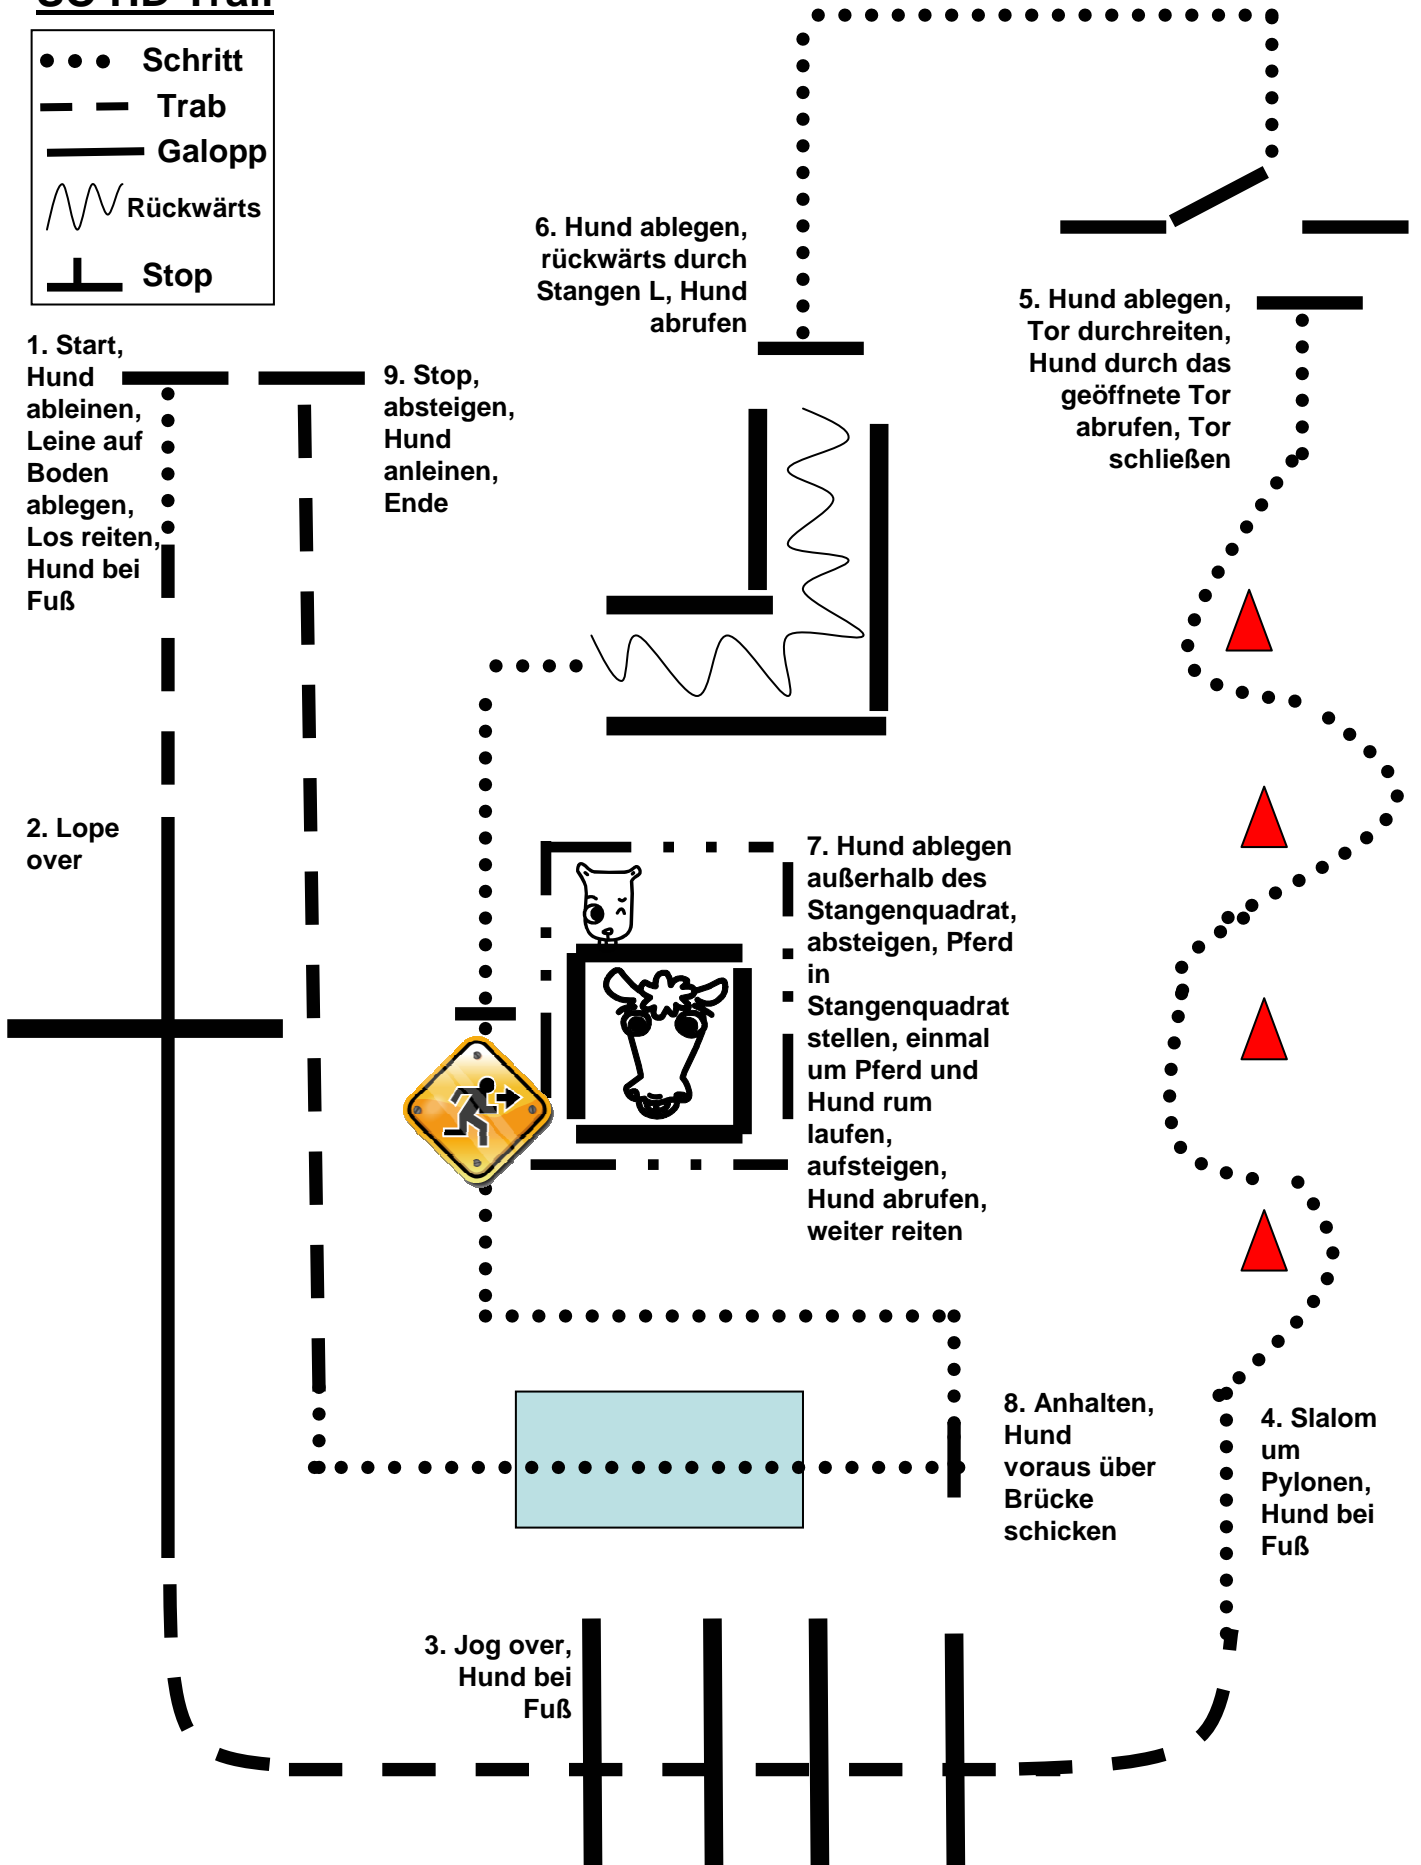 Schritt
Trab
Galopp
Rückwärts
Stop
1. Start,
Hund
ableinen,
Leine auf
Boden
ablegen,
Los reiten,
Hund bei
Fuß
9. Stop,
absteigen,
Hund
anleinen,
Ende
6. Hund ablegen,
rückwärts durch
Stangen L, Hund
abrufen
5. Hund ablegen,
Tor durchreiten,
Hund durch das
geöffnete Tor
abrufen, Tor
schließen
2. Lope
over
7. Hund ablegen
außerhalb des
Stangenquadrat,
absteigen, Pferd
in
Stangenquadrat
stellen, einmal
um Pferd und
Hund rum
laufen,
aufsteigen,
Hund abrufen,
weiter reiten
8. Anhalten,
Hund
voraus über
Brücke
schicken
4. Slalom
um
Pylonen,
Hund bei
Fuß
3. Jog over,
Hund bei
Fuß